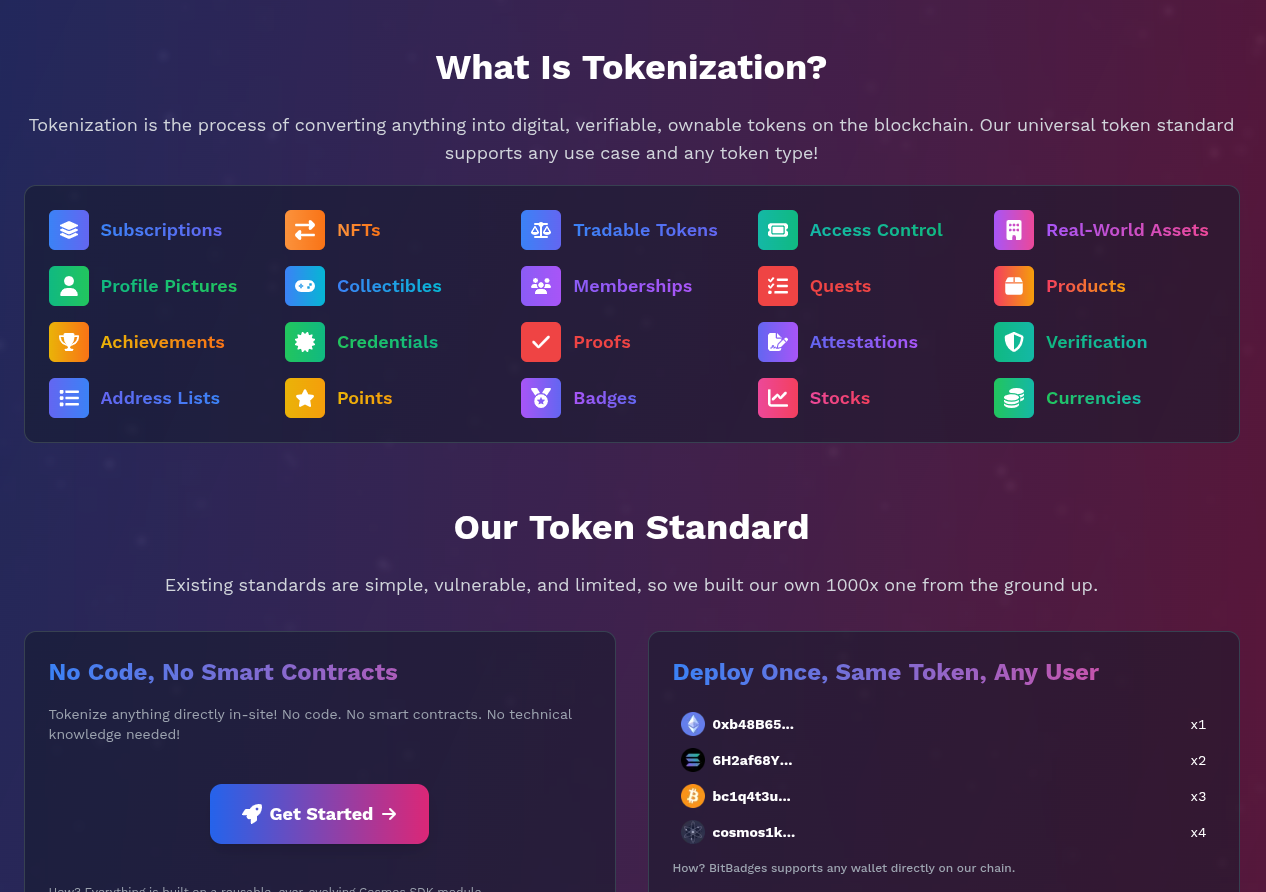 What Is Tokenization?
Tokenization is the process of converting anything into digital, verifiable, ownable tokens on the blockchain. Our universal token standard
supports any use case and any token type!
Subscriptions NFTs Tradable Tokens Access Control Real-World Assets
Profile Pictures Collectibles Memberships Quests Products
Achievements Credentials Proofs Attestations Verification
Address Lists Points Badges Stocks Currencies
Our Token Standard
Existing standards are simple, vulnerable, and limited, so we built our own 1000x one from the ground up.
No Code, No Smart Contracts
Tokenize anything directly in-site! No code. No smart contracts. No technical
knowledge needed!
Get Started →
How? Everything is built on a reusable, ever-evolving Cosmos SDK module.
Deploy Once, Same Token, Any User
0xb48B65... x1
6H2af68Y... x2
bc1q4t3u... x3
cosmos1k... x4
How? BitBadges supports any wallet directly on our chain.